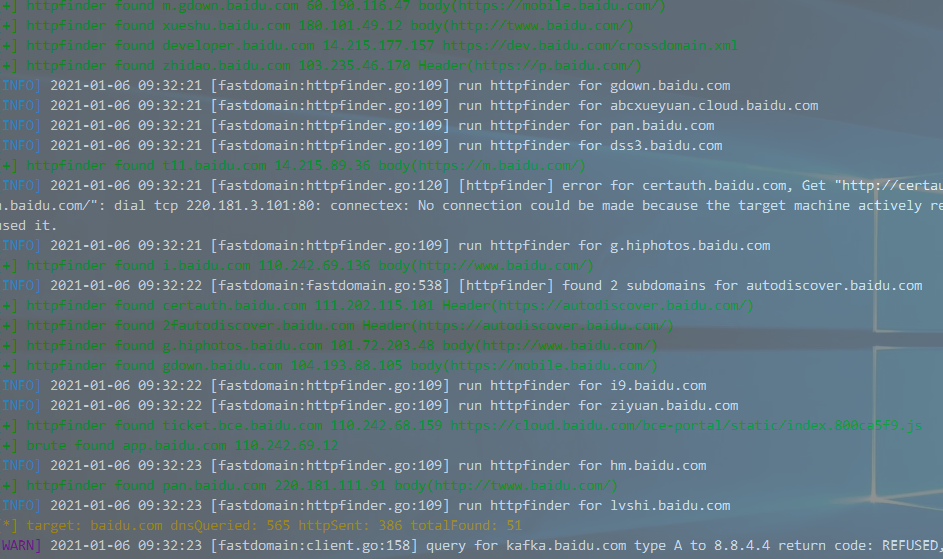 +] httpfinder found m.gdown.baidu.com 60.190.116.47 body(https://mobile.baidu.com/)
+] httpfinder found xueshu.baidu.com 180.101.49.12 body(http://twww.baidu.com/)
+] httpfinder found developer.baidu.com 14.215.177.157 https://dev.baidu.com/crossdomain.xml
+] httpfinder found zhidao.baidu.com 103.235.46.170 Header(https://p.baidu.com/)
INFO] 2021-01-06 09:32:21 [fastdomain:httpfinder.go:109] run httpfinder for gdown.baidu.com
INFO] 2021-01-06 09:32:21 [fastdomain:httpfinder.go:109] run httpfinder for abcxueyuan.cloud.baidu.com
INFO] 2021-01-06 09:32:21 [fastdomain:httpfinder.go:109] run httpfinder for pan.baidu.com
INFO] 2021-01-06 09:32:21 [fastdomain:httpfinder.go:109] run httpfinder for dss3.baidu.com
+] httpfinder found t11.baidu.com 14.215.89.36 body(https://m.baidu.com/)
INFO] 2021-01-06 09:32:21 [fastdomain:httpfinder.go:120] [httpfinder] error for certauth.baidu.com, Get "http://certau
n.baidu.com/": dial tcp 220.181.3.101:80: connectex: No connection could be made because the target machine actively re
used it.
INFO] 2021-01-06 09:32:21 [fastdomain:httpfinder.go:109] run httpfinder for g.hiphotos.baidu.com
+] httpfinder found i.baidu.com 110.242.69.136 body(http://www.baidu.com/)
INFO] 2021-01-06 09:32:22 [fastdomain:fastdomain.go:538] [httpfinder] found 2 subdomains for autodiscover.baidu.com
+] httpfinder found certauth.baidu.com 111.202.115.101 Header(https://autodiscover.baidu.com/)
+] httpfinder found 2fautodiscover.baidu.com Header(https://autodiscover.baidu.com/)
+] httpfinder found g.hiphotos.baidu.com 101.72.203.48 body(http://www.baidu.com/)
+] httpfinder found gdown.baidu.com 104.193.88.105 body(https://mobile.baidu.com/)
INFO] 2021-01-06 09:32:22 [fastdomain:httpfinder.go:109] run httpfinder for i9.baidu.com
INFO] 2021-01-06 09:32:22 [fastdomain:httpfinder.go:109] run httpfinder for ziyuan.baidu.com
+] httpfinder found ticket.bce.baidu.com 110.242.68.159 https://cloud.baidu.com/bce-portal/static/index.808ca5f9.js
+] brute found app.baidu.com 110.242.69.12
INFO] 2021-01-06 09:32:23 [fastdomain:httpfinder.go:109] run httpfinder for hm.baidu.com
+] httpfinder found pan.baidu.com 220.181.111.91 body(http://twww.baidu.com/)
INFO] 2021-01-06 09:32:23 [fastdomain:httpfinder.go:109] run httpfinder for lvshi.baidu.com
*] target: baidu.com dnsQueried: 565 httpSent: 386 totalFound: 51
WARN] 2021-01-06 09:32:23 [fastdomain:client.go:158] query for kafka.baidu.com type A to 8.8.4.4 return code: REFUSED,